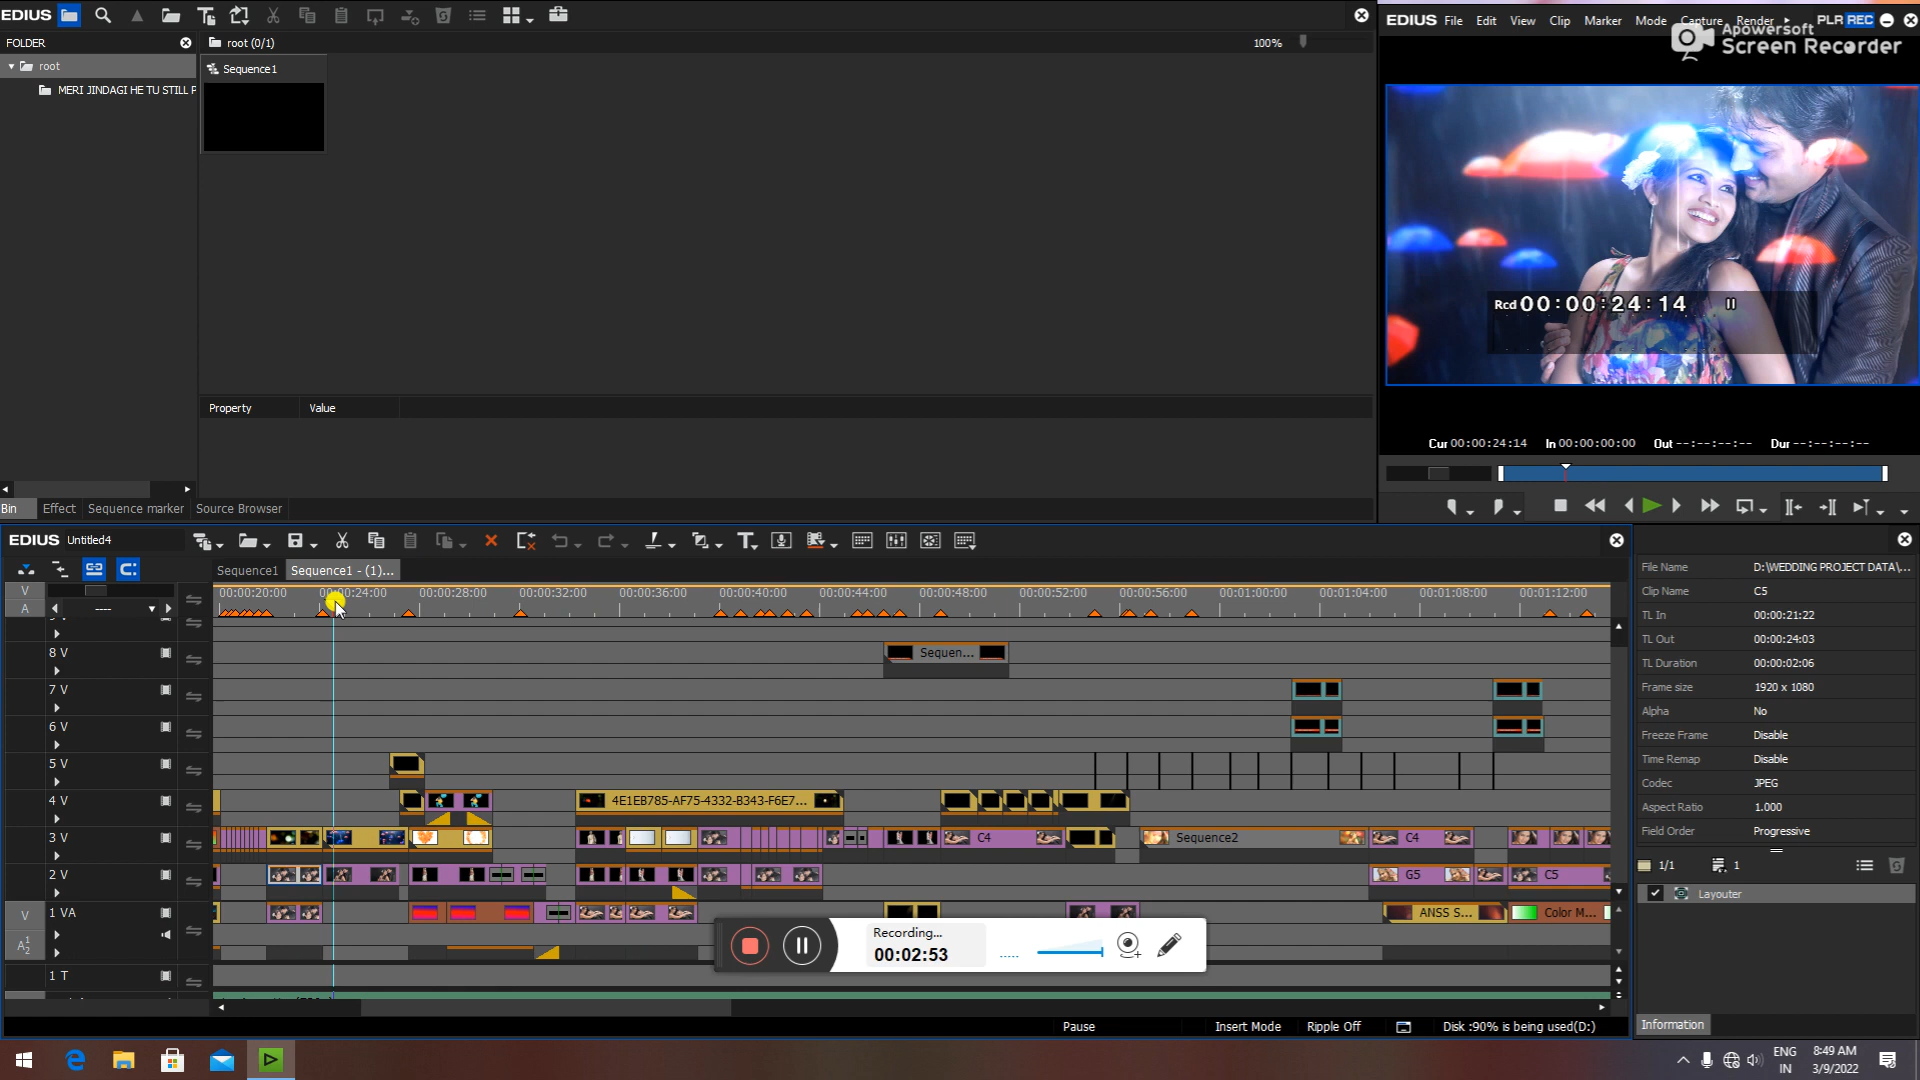 EDIUS
FOLDER
root
MERI JINDAGI HE TU STILL P
root (0/1)
100%
Sequence1
Property Value
Bin Effect Sequence marker Source Browser
EDIUS File Edit View Clip Marker Mode Capture Render PLR REC
Apowersoft
Screen Recorder
Rcd 00:00:24:14
Cur 00:00:24:14 In 00:00:00:00 Out --:--:--:-- Dur --:--:--:--
EDIUS Untitled4
Sequence1 Sequence1 - (1)...
V
A ----
00:00:20:00 00:00:24:00 00:00:28:00 00:00:32:00 00:00:36:00 00:00:40:00 00:00:44:00 00:00:48:00 00:00:52:00 00:00:56:00 00:01:00:00 00:01:04:00 00:01:08:00 00:01:12:00
8 V Sequen...
7 V
6 V
5 V
4 V 4E1EB785-AF75-4332-B343-F6E7...
3 V C4 Sequence2 C4
2 V G5 C5
V 1 VA ANSS S... Color M...
A 1 2
1 T
Recording...
00:02:53
Pause Insert Mode Ripple Off Disk :90% is being used(D:)
File Name D:\WEDDING PROJECT DATA\...
Clip Name C5
TL In 00:00:21:22
TL Out 00:00:24:03
TL Duration 00:00:02:06
Frame size 1920 x 1080
Alpha No
Freeze Frame Disable
Time Remap Disable
Codec JPEG
Aspect Ratio 1.000
Field Order Progressive
1/1 1
Layouter
Information
ENG
IN
8:49 AM
3/9/2022